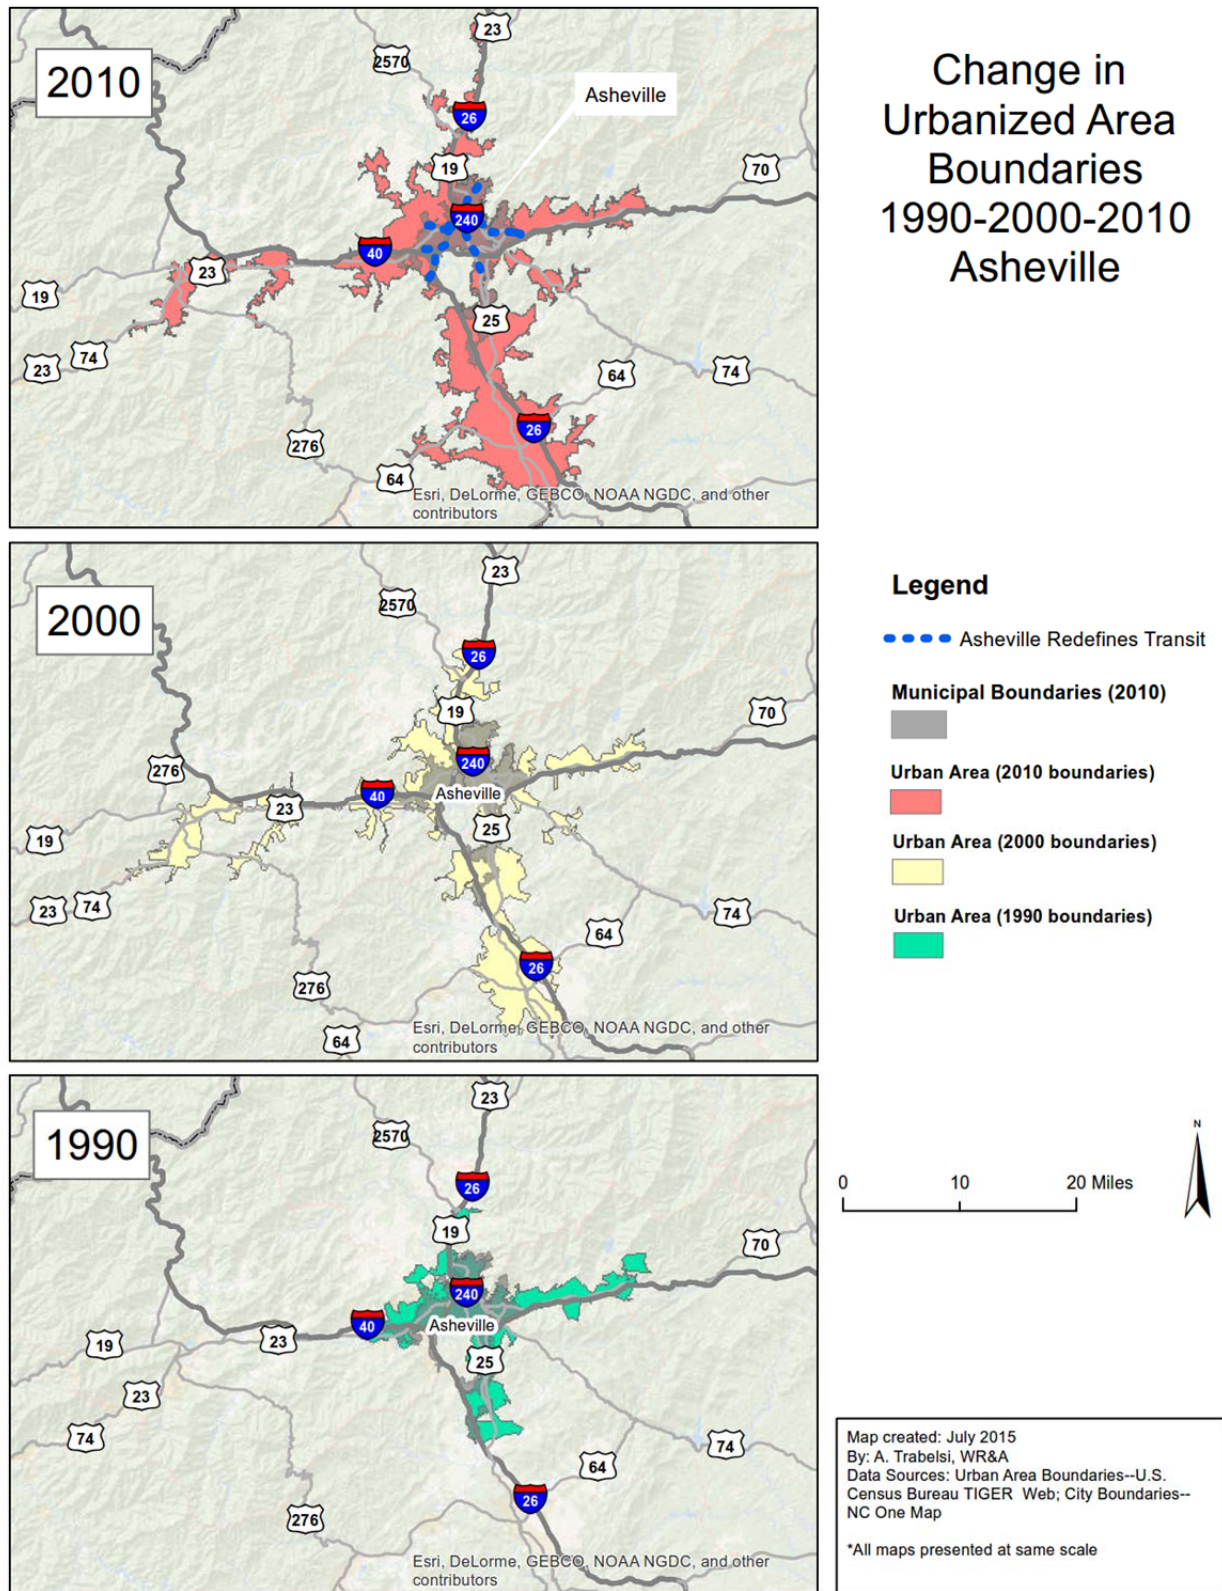 Change in
Urbanized Area
Boundaries
1990-2000-2010
Asheville
2010
23
2570
26
Asheville
19
70
240
40
23
19
25
74
23
64
74
26
276
64
Esri, DeLorme, GEBCO, NOAA NGDC, and other
contributors
2000
23
2570
26
19
70
240
276
40
Asheville
23
25
19
23
74
74
64
26
276
64
Esri, DeLorme, GEBCO, NOAA NGDC, and other
contributors
Legend
Asheville Redefines Transit
Municipal Boundaries (2010)
Urban Area (2010 boundaries)
Urban Area (2000 boundaries)
Urban Area (1990 boundaries)
1990
23
2570
26
19
70
240
40
Asheville
19
23
25
23
74
74
64
26
276
Esri, DeLorme, GEBCO, NOAA NGDC, and other
contributors
N
0 10 20 Miles
Map created: July 2015
By: A. Trabelsi, WR&A
Data Sources: Urban Area Boundaries--U.S.
Census Bureau TIGER Web; City Boundaries--
NC One Map
*All maps presented at same scale